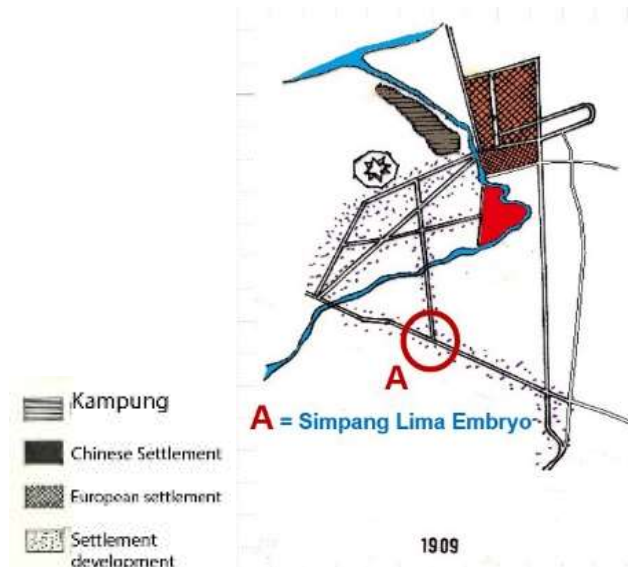 A
A = Simpang Lima Embryo
Kampung
Chinese Settlement
European settlement
Settlement
development
1909